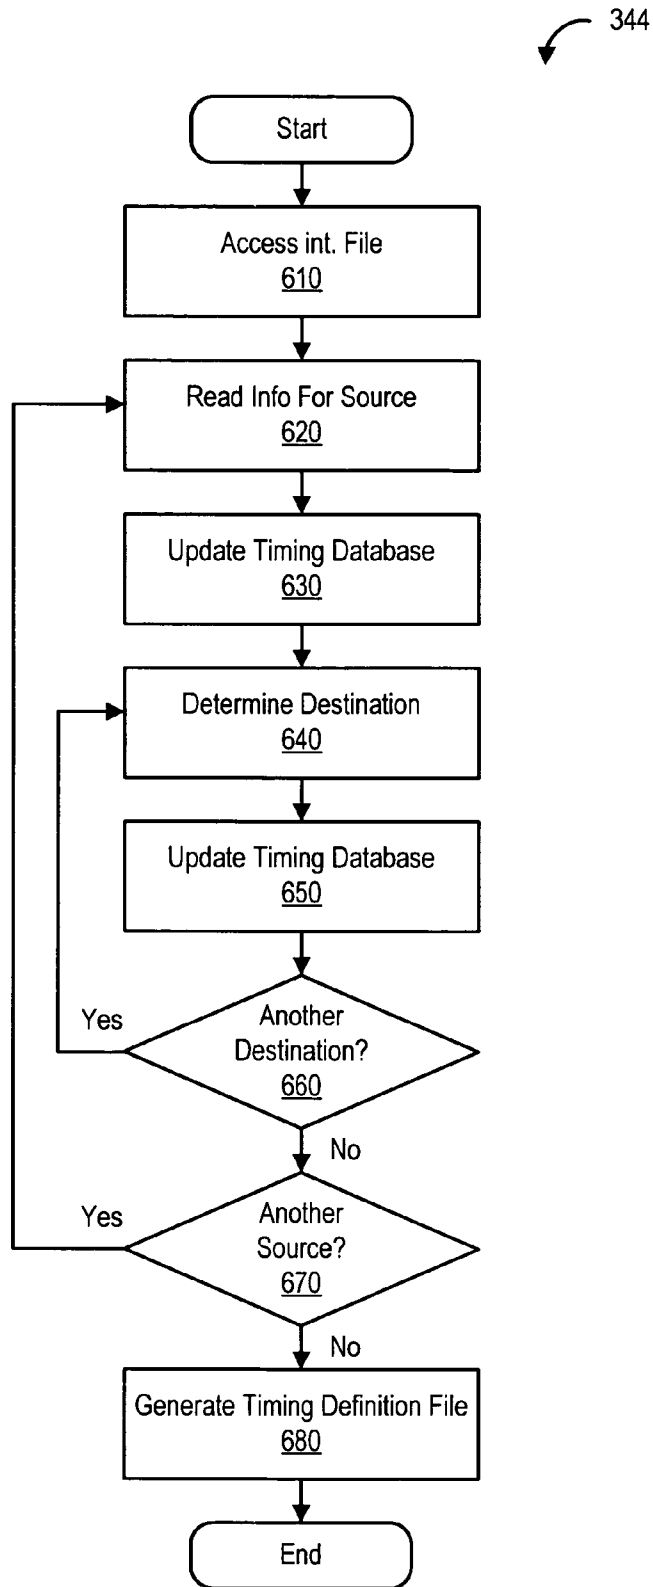 344
Start
Access int. File
610
Read Info For Source
620
Update Timing Database
630
Determine Destination
640
Update Timing Database
650
Yes
Another
Destination?
660
No
Yes
Another
Source?
670
No
Generate Timing Definition File
680
End